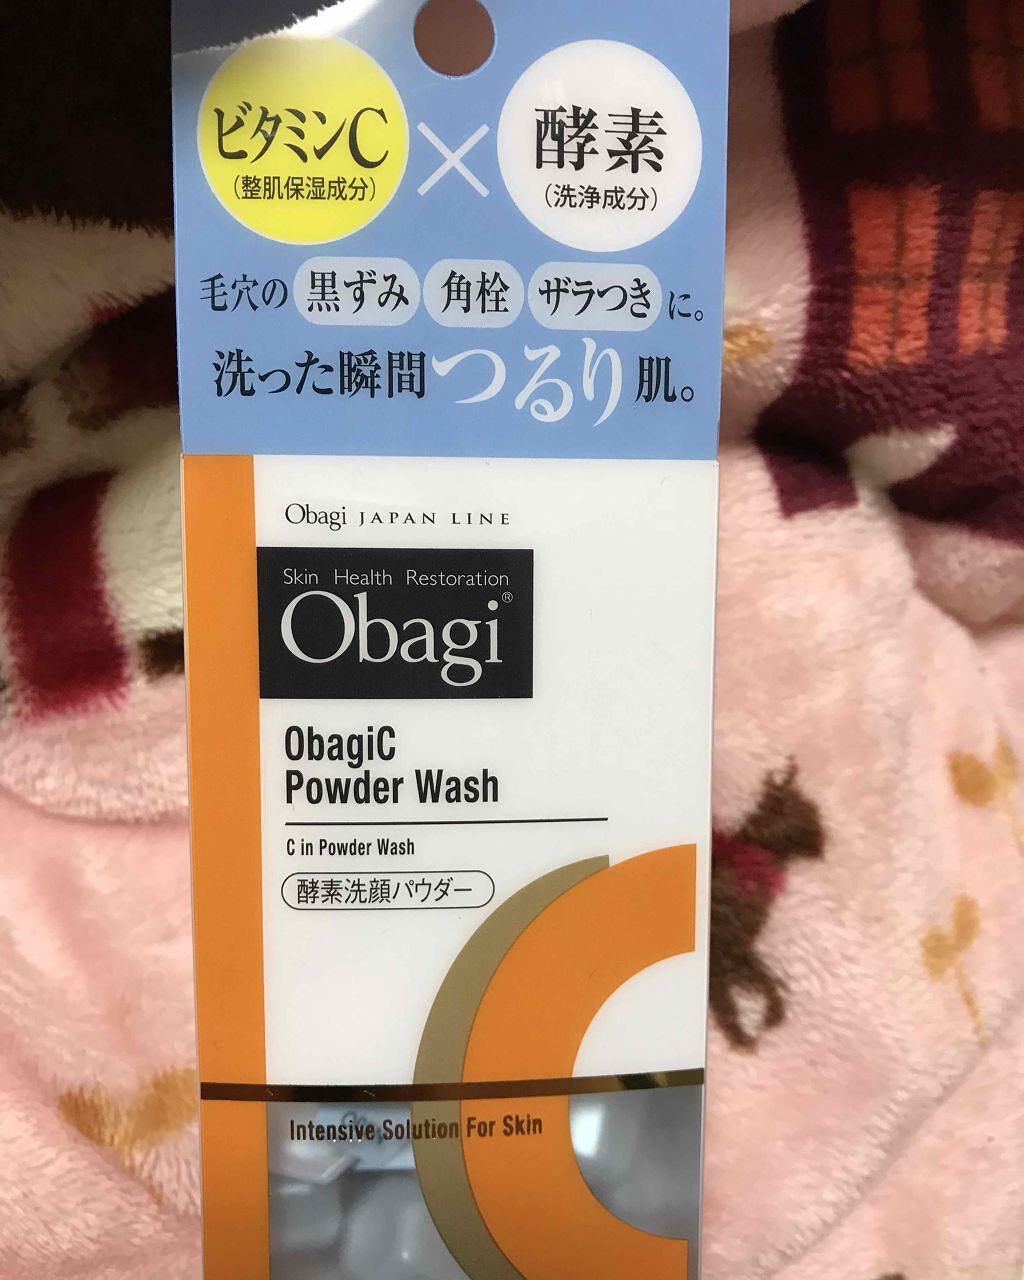 ビタミンC × 酵素
（整肌保湿成分） （洗浄成分）
毛穴の 黒ずみ 角栓 ザラつき に。
洗った瞬間つるり肌。
Obagi JAPAN LINE
Skin Health Restoration
Obagi®
ObagiC
Powder Wash
C in Powder Wash
酵素洗顔パウダー
Intensive Solution For Skin